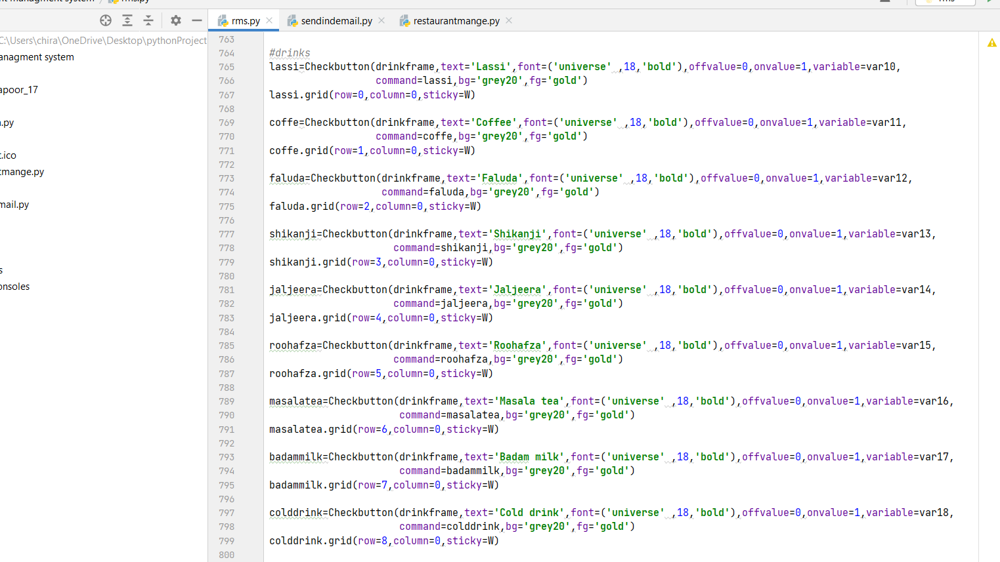 rms.py
sendindemail.py
restaurantmange.py
C:\Users\chira\OneDrive\Desktop\pythonProject
anagment system
apoor_17
.py
t.ico
tmange.py
mail.py
s
onsoles
763
764 #drinks
765 lassi=Checkbutton(drinkframe,text='Lassi',font=('universe' ,18,'bold'),offvalue=0,onvalue=1,variable=var10,
766 command=lassi,bg='grey20',fg='gold')
767 lassi.grid(row=0,column=0,sticky=W)
768
769 coffe=Checkbutton(drinkframe,text='Coffee',font=('universe' ,18,'bold'),offvalue=0,onvalue=1,variable=var11,
770 command=coffe,bg='grey20',fg='gold')
771 coffe.grid(row=1,column=0,sticky=W)
772
773 faluda=Checkbutton(drinkframe,text='Faluda',font=('universe' ,18,'bold'),offvalue=0,onvalue=1,variable=var12,
774 command=faluda,bg='grey20',fg='gold')
775 faluda.grid(row=2,column=0,sticky=W)
776
777 shikanji=Checkbutton(drinkframe,text='Shikanji',font=('universe' ,18,'bold'),offvalue=0,onvalue=1,variable=var13,
778 command=shikanji,bg='grey20',fg='gold')
779 shikanji.grid(row=3,column=0,sticky=W)
780
781 jaljeera=Checkbutton(drinkframe,text='Jaljeera',font=('universe' ,18,'bold'),offvalue=0,onvalue=1,variable=var14,
782 command=jaljeera,bg='grey20',fg='gold')
783 jaljeera.grid(row=4,column=0,sticky=W)
784
785 roohafza=Checkbutton(drinkframe,text='Roohafza',font=('universe' ,18,'bold'),offvalue=0,onvalue=1,variable=var15,
786 command=roohafza,bg='grey20',fg='gold')
787 roohafza.grid(row=5,column=0,sticky=W)
788
789 masalatea=Checkbutton(drinkframe,text='Masala tea',font=('universe' ,18,'bold'),offvalue=0,onvalue=1,variable=var16,
790 command=masalatea,bg='grey20',fg='gold')
791 masalatea.grid(row=6,column=0,sticky=W)
792
793 badammilk=Checkbutton(drinkframe,text='Badam milk',font=('universe' ,18,'bold'),offvalue=0,onvalue=1,variable=var17,
794 command=badammilk,bg='grey20',fg='gold')
795 badammilk.grid(row=7,column=0,sticky=W)
796
797 colddrink=Checkbutton(drinkframe,text='Cold drink',font=('universe' ,18,'bold'),offvalue=0,onvalue=1,variable=var18,
798 command=colddrink,bg='grey20',fg='gold')
799 colddrink.grid(row=8,column=0,sticky=W)
800